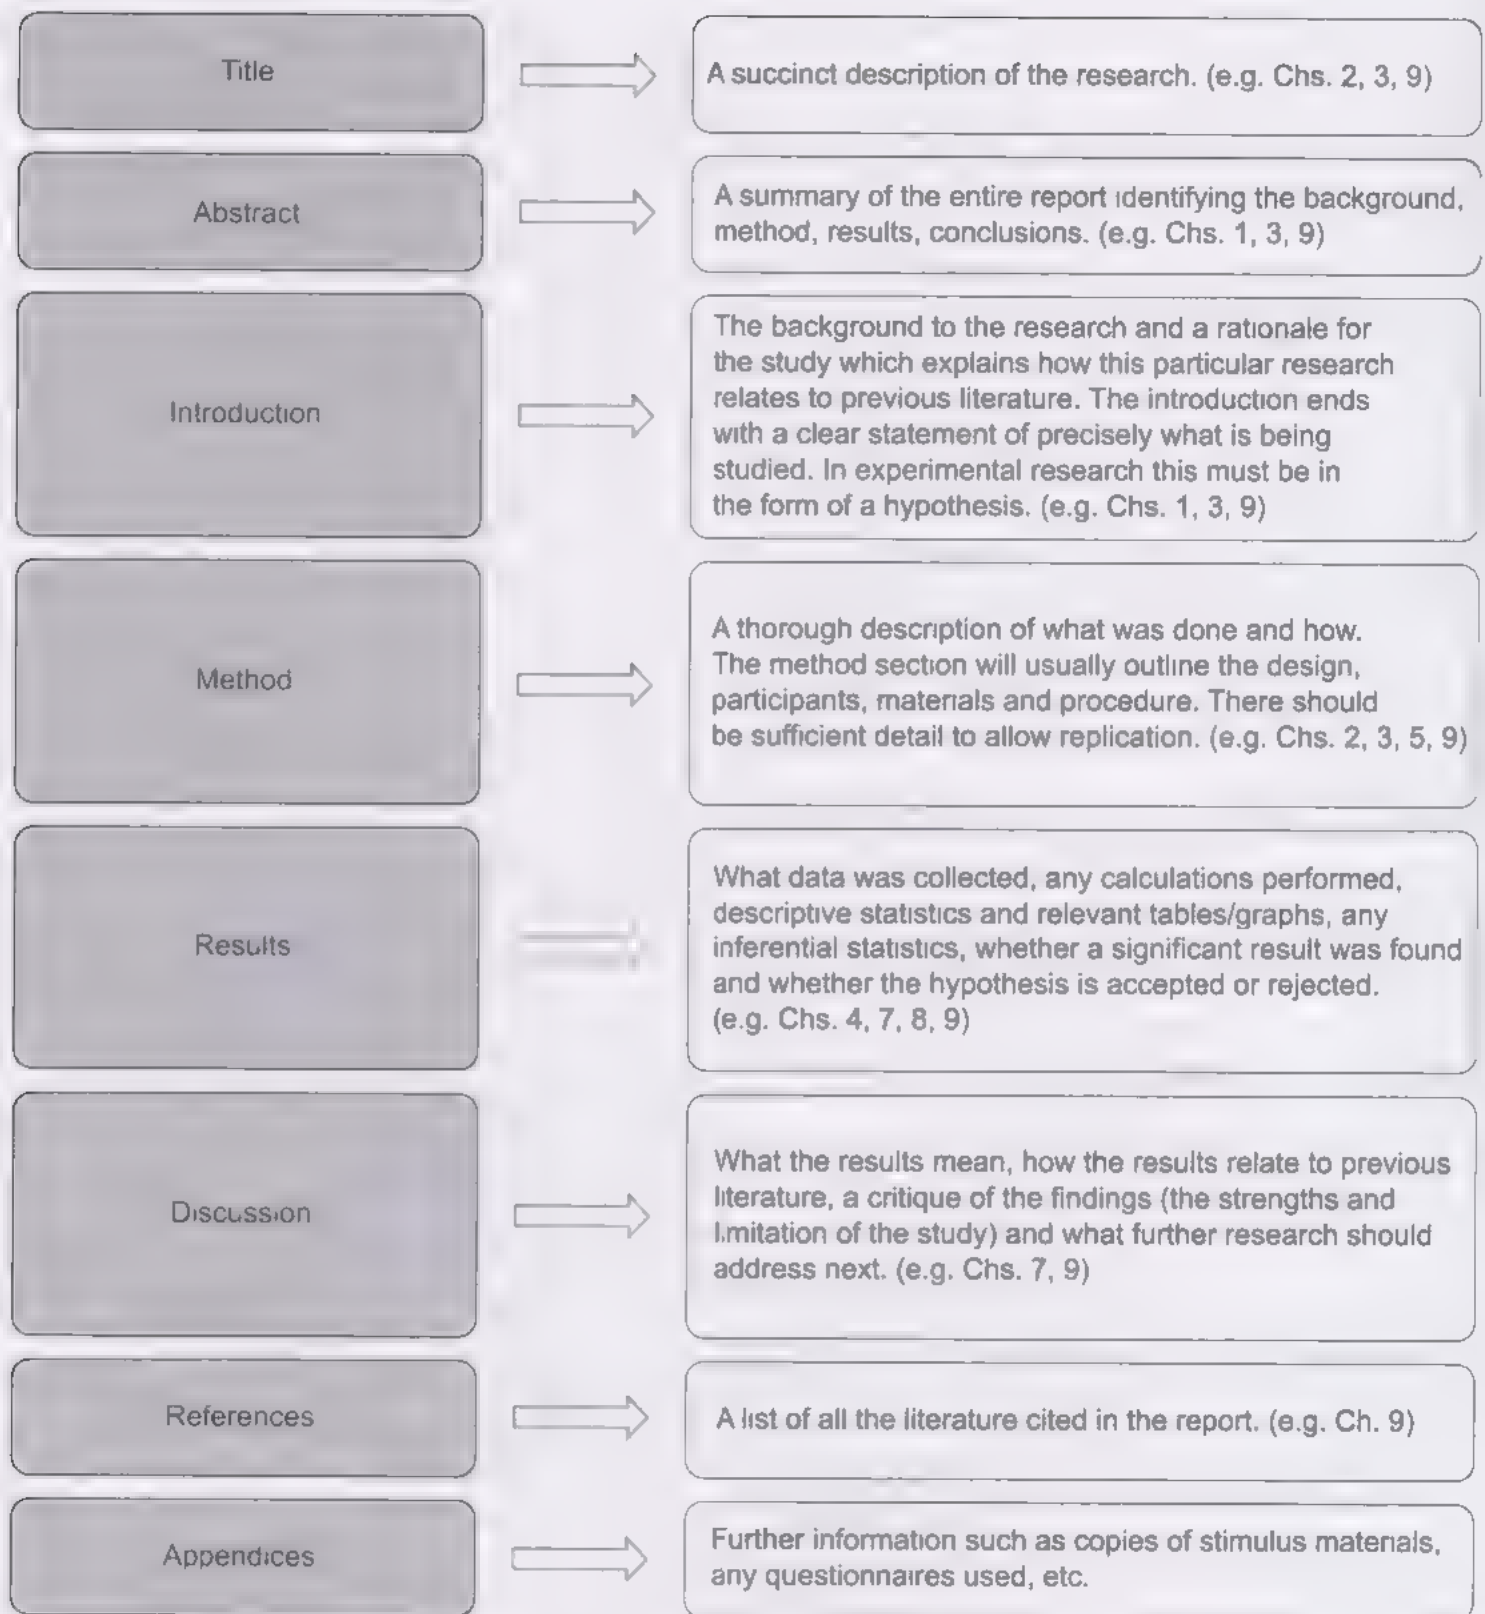 Title
A succinct description of the research. (e.g. Chs. 2, 3, 9)
Abstract
A summary of the entire report identifying the background,
method, results, conclusions. (e.g. Chs. 1, 3, 9)
Introduction
The background to the research and a rationale for
the study which explains how this particular research
relates to previous literature. The introduction ends
with a clear statement of precisely what is being
studied. In experimental research this must be in
the form of a hypothesis. (e.g. Chs. 1, 3, 9)
Method
A thorough description of what was done and how.
The method section will usually outline the design,
participants, materials and procedure. There should
be sufficient detail to allow replication. (e.g. Chs. 2, 3, 5, 9)
Results
What data was collected, any calculations performed,
descriptive statistics and relevant tables/graphs, any
inferential statistics, whether a significant result was found
and whether the hypothesis is accepted or rejected.
(e.g. Chs. 4, 7, 8, 9)
Discussion
What the results mean, how the results relate to previous
literature, a critique of the findings (the strengths and
limitation of the study) and what further research should
address next. (e.g. Chs. 7, 9)
References
A list of all the literature cited in the report. (e.g. Ch. 9)
Appendices
Further information such as copies of stimulus materials,
any questionnaires used, etc.